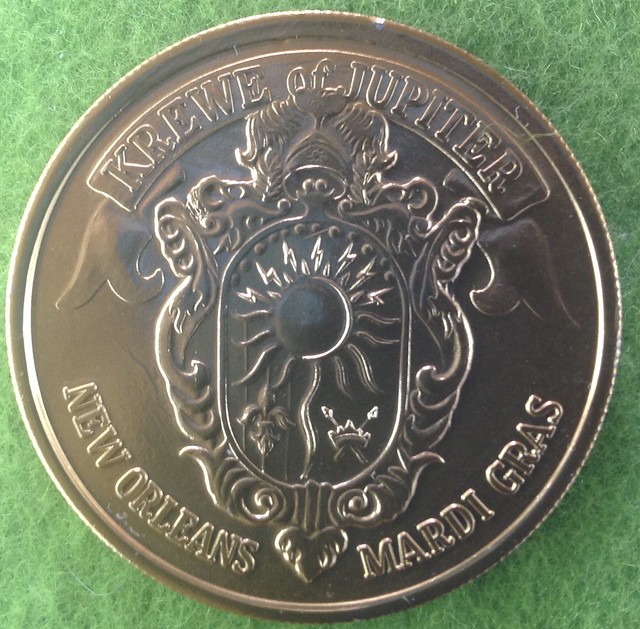 KREWE of JUPITER
NEW ORLEANS
MARDI GRAS